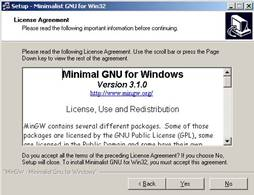 Setup - Minimalist GNU for Win32
License Agreement
Please read the following important information before continuing.
Please read the following License Agreement. Use the scroll bar or press the Page
Down key to view the rest of the agreement.
Minimal GNU for Windows
Version 3.1.0
http://www.mingw.org/
License, Use and Redistribution
MinGW contains several different packages. Some of those
packages are licensed by the GNU Public License (GPL), some
are licensed in the Public Domain and some have their own
Do you accept all the terms of the preceding License Agreement? If you choose No,
Setup will close. To install Minimalist GNU for Win32, you must accept this agreement.
"MinGW - Minimalist Gnu for Windows"
< Back
Yes
No